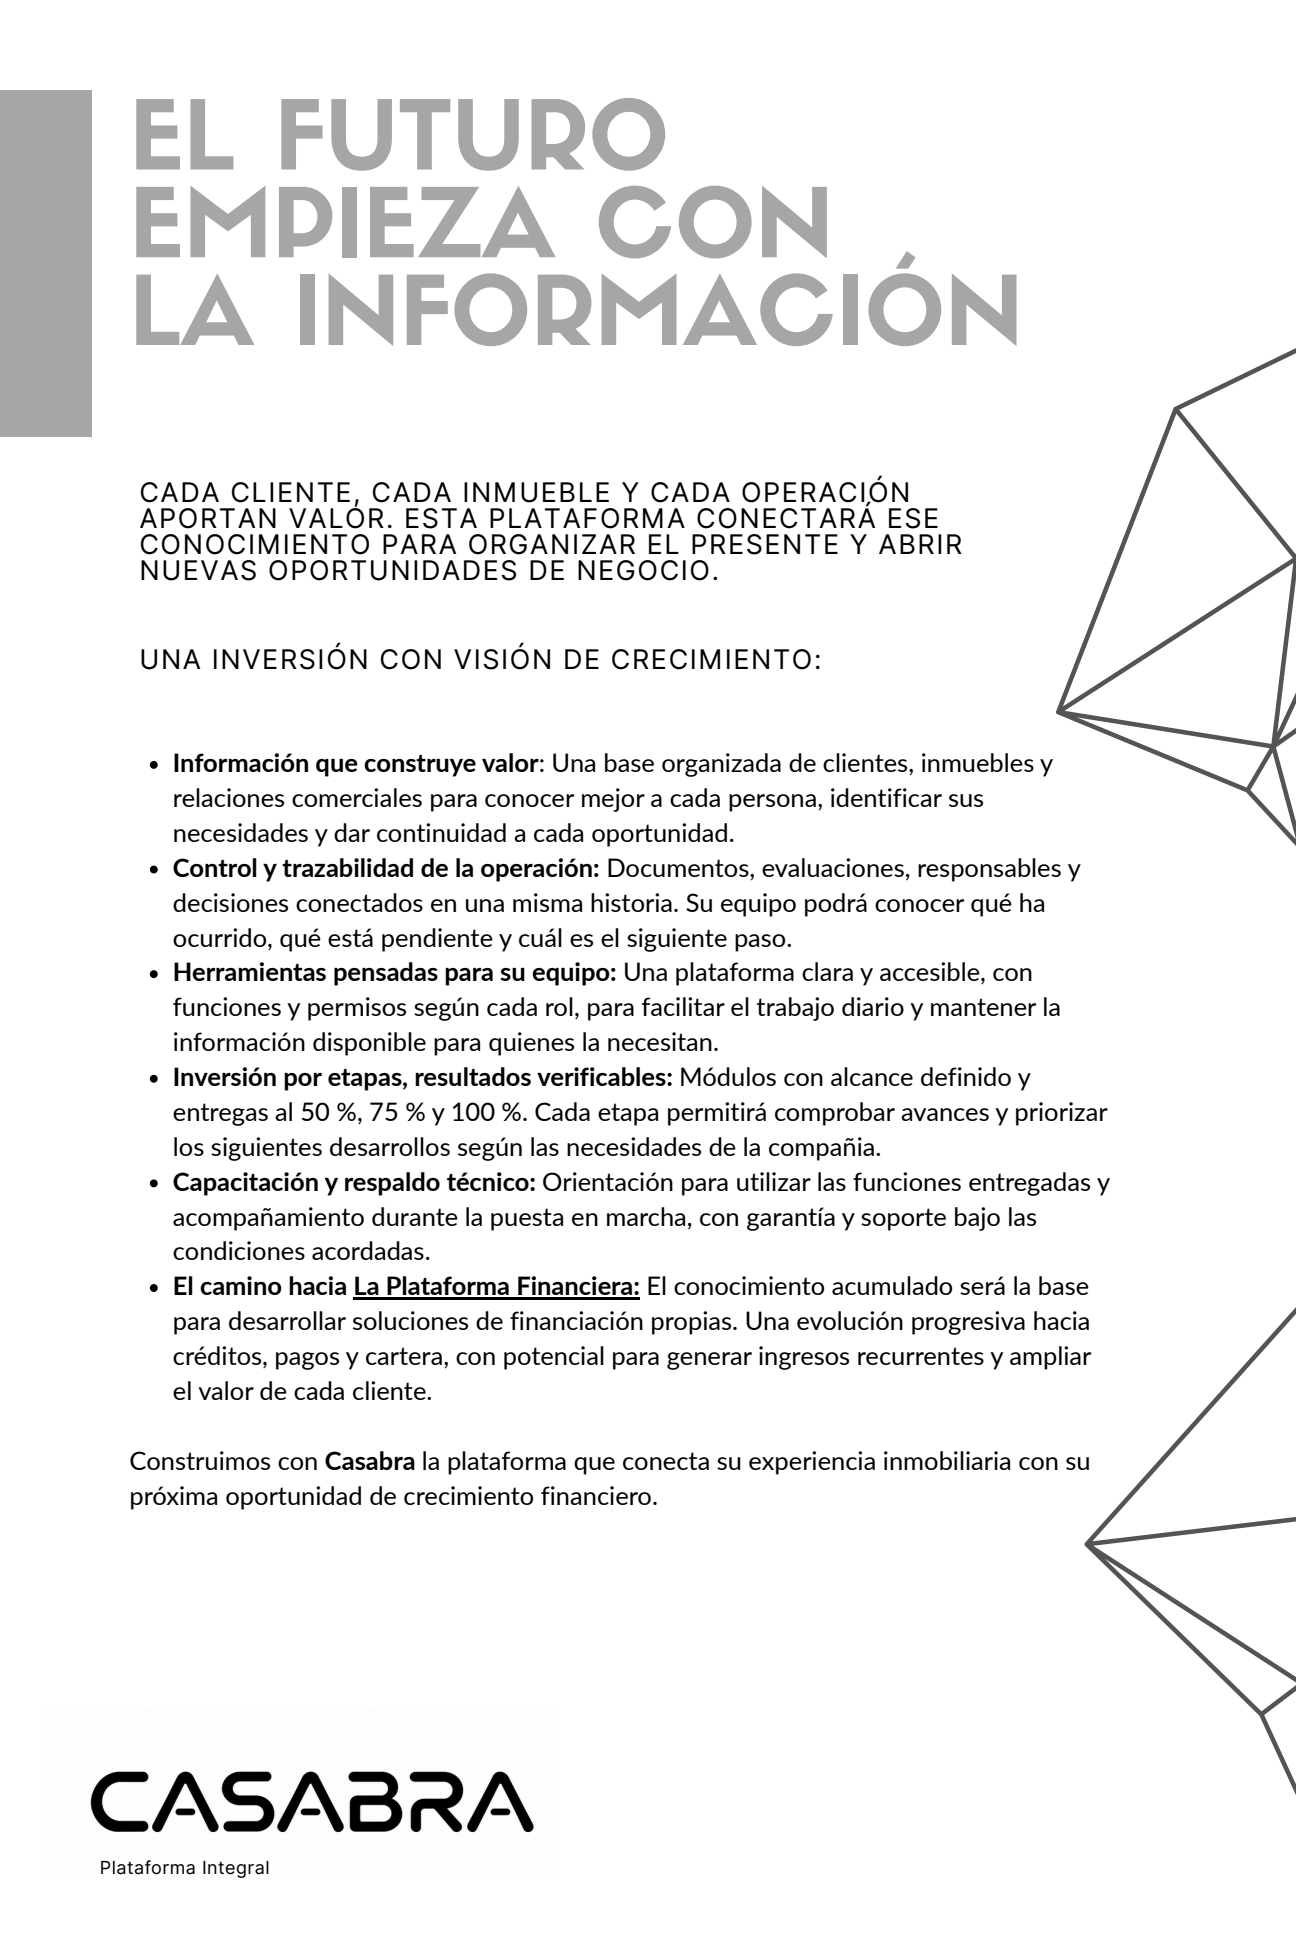 EL FUTURO
EMPIEZA CON
LA INFORMACIÓN
CADA CLIENTE, CADA INMUEBLE Y CADA OPERACIÓN
APORTAN VALOR. ESTA PLATAFORMA CONECTARÁ ESE
CONOCIMIENTO PARA ORGANIZAR EL PRESENTE Y ABRIR
NUEVAS OPORTUNIDADES DE NEGOCIO.
UNA INVERSIÓN CON VISIÓN DE CRECIMIENTO:
• Información que construye valor: Una base organizada de clientes, inmuebles y
relaciones comerciales para conocer mejor a cada persona, identificar sus
necesidades y dar continuidad a cada oportunidad.
• Control y trazabilidad de la operación: Documentos, evaluaciones, responsables y
decisiones conectados en una misma historia. Su equipo podrá conocer qué ha
ocurrido, qué está pendiente y cuál es el siguiente paso.
• Herramientas pensadas para su equipo: Una plataforma clara y accesible, con
funciones y permisos según cada rol, para facilitar el trabajo diario y mantener la
información disponible para quienes la necesitan.
• Inversión por etapas, resultados verificables: Módulos con alcance definido y
entregas al 50 %, 75 % y 100 %. Cada etapa permitirá comprobar avances y priorizar
los siguientes desarrollos según las necesidades de la compañia.
• Capacitación y respaldo técnico: Orientación para utilizar las funciones entregadas y
acompañamiento durante la puesta en marcha, con garantía y soporte bajo las
condiciones acordadas.
• El camino hacia La Plataforma Financiera: El conocimiento acumulado será la base
para desarrollar soluciones de financiación propias. Una evolución progresiva hacia
créditos, pagos y cartera, con potencial para generar ingresos recurrentes y ampliar
el valor de cada cliente.
Construimos con Casabra la plataforma que conecta su experiencia inmobiliaria con su
próxima oportunidad de crecimiento financiero.
CASABRA
Plataforma Integral